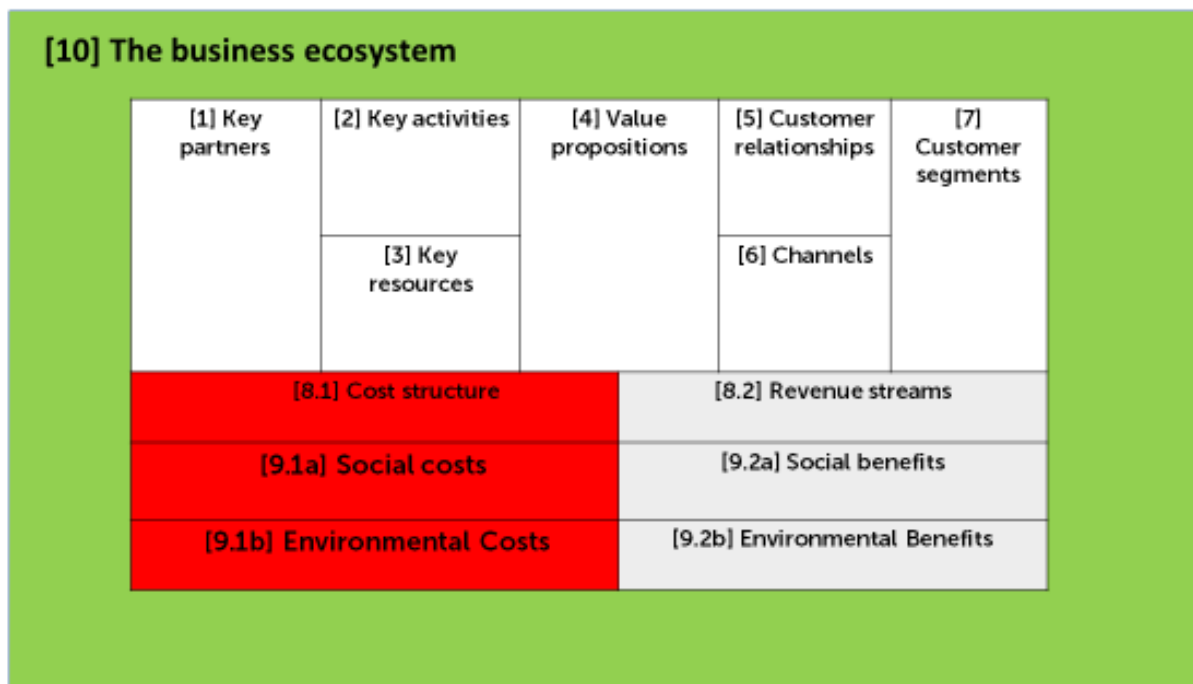 [10] The business ecosystem
[1] Key
partners
[2] Key activities
[3] Key
resources
[4] Value
propositions
[5] Customer
relationships
[6] Channels
[7]
Customer
segments
[8.1] Cost structure
[8.2] Revenue streams
[9.1a] Social costs
[9.2a] Social benefits
[9.1b] Environmental Costs
[9.2b] Environmental Benefits